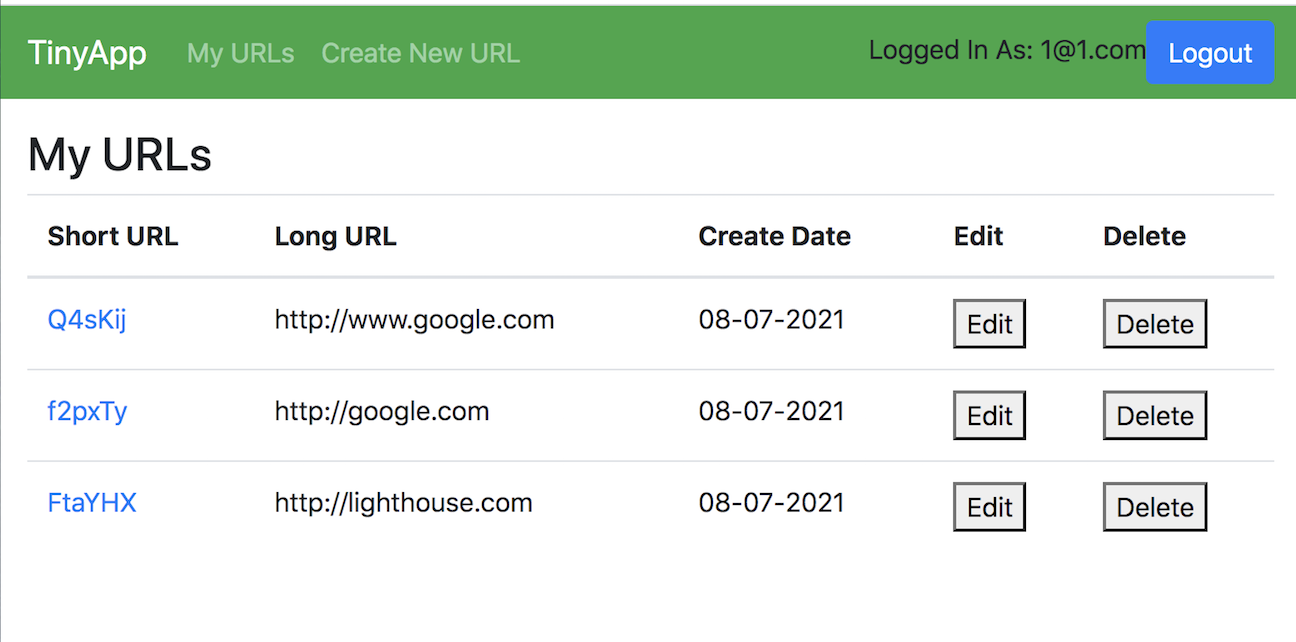 TinyApp My URLs Create New URL Logged In As: 1@1.com Logout
My URLs
Short URL Long URL Create Date Edit Delete
Q4sKij http://www.google.com 08-07-2021 Edit Delete
f2pxTy http://google.com 08-07-2021 Edit Delete
FtaYHX http://lighthouse.com 08-07-2021 Edit Delete